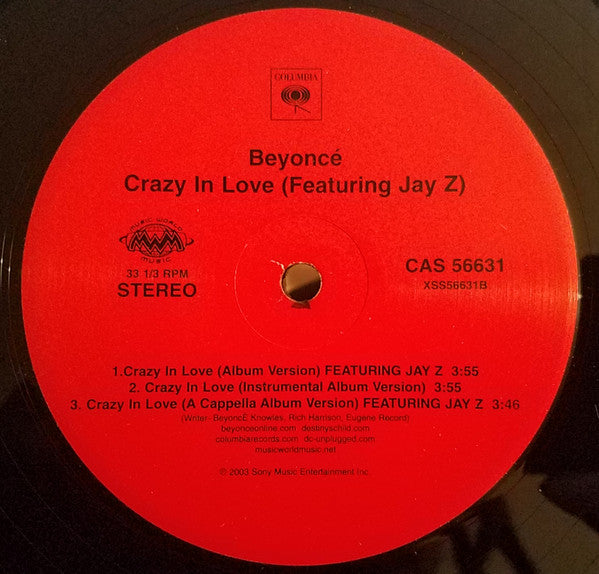 COLUMBIA
Beyoncé
Crazy In Love (Featuring Jay Z)
MUSIC WORLD
MWM
MUSIC
33 1/3 RPM
STEREO
CAS 56631
XSS56631B
1.Crazy In Love (Album Version) FEATURING JAY Z 3:55
2. Crazy In Love (Instrumental Album Version) 3:55
3. Crazy In Love (A Cappella Album Version) FEATURING JAY Z 3:46
(Writer- BeyoncÈ Knowles, Rich Harrison, Eugene Record)
beyonceonline.com destinyschild.com
columbiarecords.com dc-unplugged.com
musicworldmusic.net
© 2003 Sony Music Entertainment Inc.